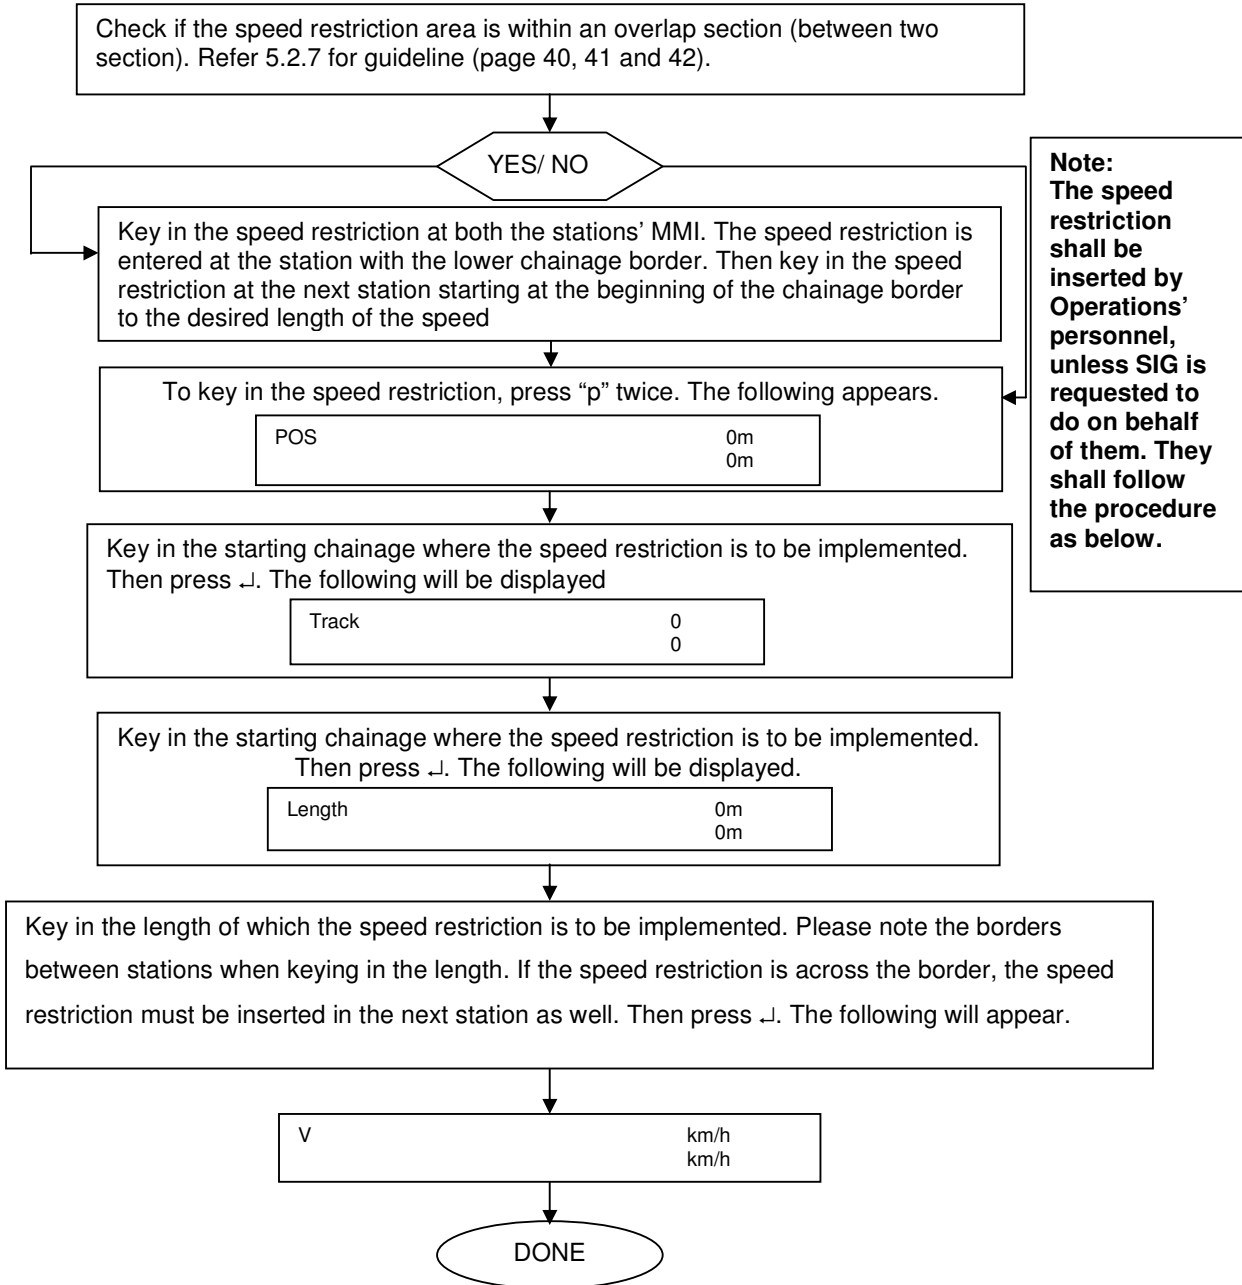 Check if the speed restriction area is within an overlap section (between two
section). Refer 5.2.7 for guideline (page 40, 41 and 42).
YES/ NO
Note:
The speed
restriction
shall be
inserted by
Operations’
personnel,
unless SIG is
requested to
do on behalf
of them. They
shall follow
the procedure
as below.
Key in the speed restriction at both the stations’ MMI. The speed restriction is
entered at the station with the lower chainage border. Then key in the speed
restriction at the next station starting at the beginning of the chainage border
to the desired length of the speed
To key in the speed restriction, press “p” twice. The following appears.
POS 0m
0m
Key in the starting chainage where the speed restriction is to be implemented.
Then press ↵. The following will be displayed
Track 0
0
Key in the starting chainage where the speed restriction is to be implemented.
Then press ↵. The following will be displayed.
Length 0m
0m
Key in the length of which the speed restriction is to be implemented. Please note the borders
between stations when keying in the length. If the speed restriction is across the border, the speed
restriction must be inserted in the next station as well. Then press ↵. The following will appear.
V km/h
km/h
DONE